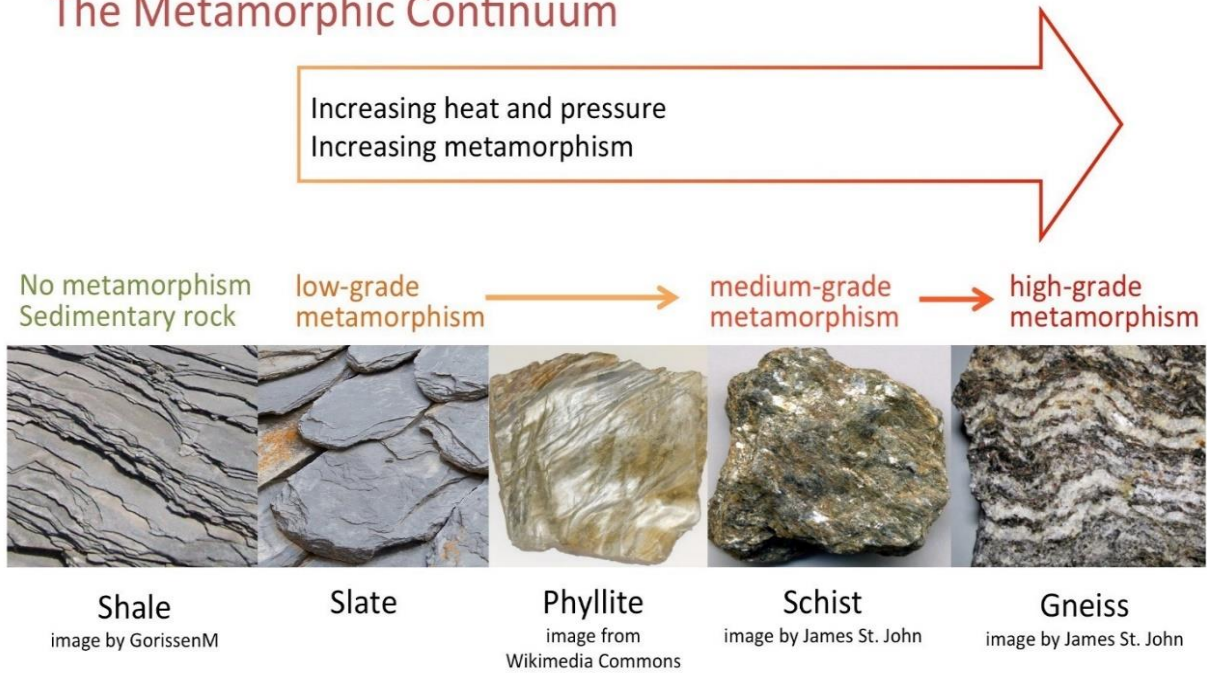 The Metamorphic Continuum
Increasing heat and pressure
Increasing metamorphism
No metamorphism
Sedimentary rock
low-grade
metamorphism
medium-grade
metamorphism
high-grade
metamorphism
Shale
image by GorissenM
Slate
Phyllite
image from
Wikimedia Commons
Schist
image by James St. John
Gneiss
image by James St. John